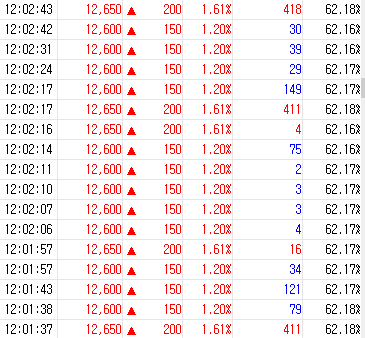 12:02:43 12,650 ▲ 200 1.61% 418 62.18%
12:02:42 12,600 ▲ 150 1.20% 30 62.16%
12:02:31 12,600 ▲ 150 1.20% 39 62.16%
12:02:24 12,600 ▲ 150 1.20% 29 62.17%
12:02:17 12,600 ▲ 150 1.20% 149 62.17%
12:02:17 12,650 ▲ 200 1.61% 411 62.18%
12:02:16 12,650 ▲ 200 1.61% 4 62.16%
12:02:14 12,600 ▲ 150 1.20% 75 62.16%
12:02:11 12,600 ▲ 150 1.20% 2 62.17%
12:02:10 12,600 ▲ 150 1.20% 3 62.17%
12:02:07 12,600 ▲ 150 1.20% 3 62.17%
12:02:06 12,600 ▲ 150 1.20% 4 62.17%
12:01:57 12,650 ▲ 200 1.61% 16 62.17%
12:01:57 12,600 ▲ 150 1.20% 34 62.17%
12:01:43 12,600 ▲ 150 1.20% 121 62.17%
12:01:38 12,600 ▲ 150 1.20% 79 62.18%
12:01:37 12,650 ▲ 200 1.61% 411 62.18%